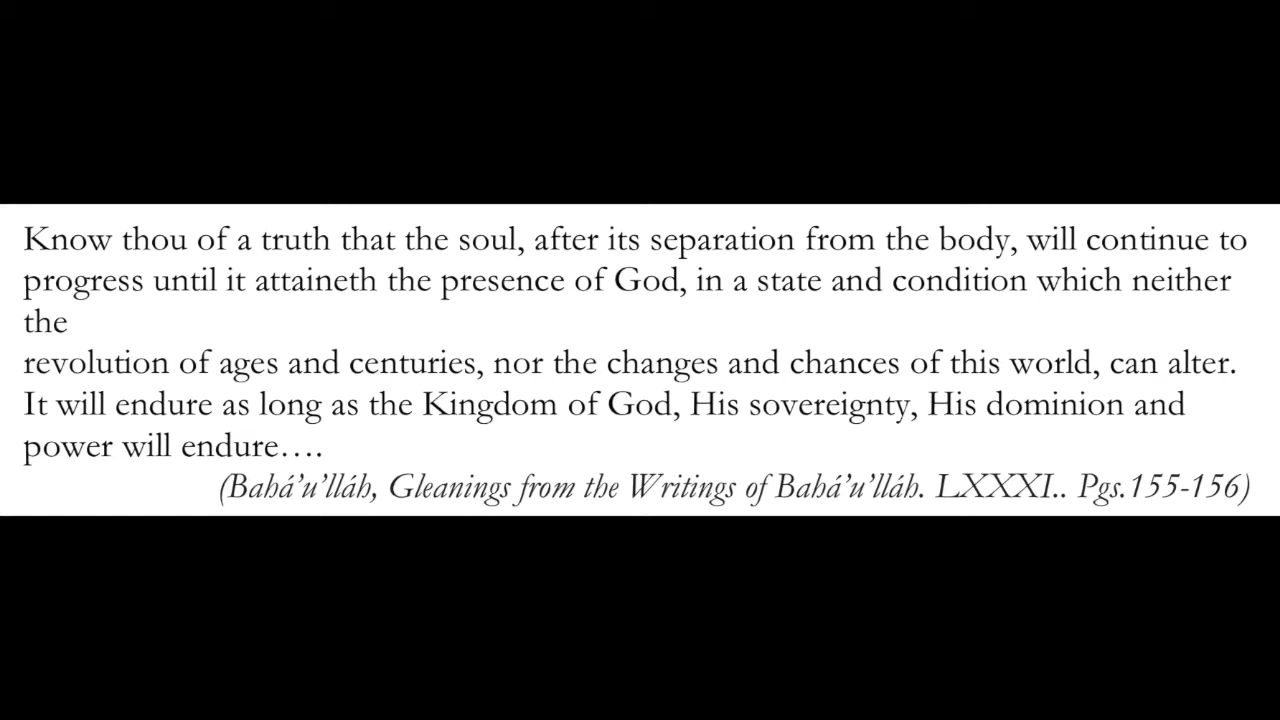 Know thou of a truth that the soul, after its separation from the body, will continue to
progress until it attaineth the presence of God, in a state and condition which neither
the
revolution of ages and centuries, nor the changes and chances of this world, can alter.
It will endure as long as the Kingdom of God, His sovereignty, His dominion and
power will endure….
(Bahá’u’lláh, Gleanings from the Writings of Bahá’u’lláh. LXXXI.. Pgs.155-156)